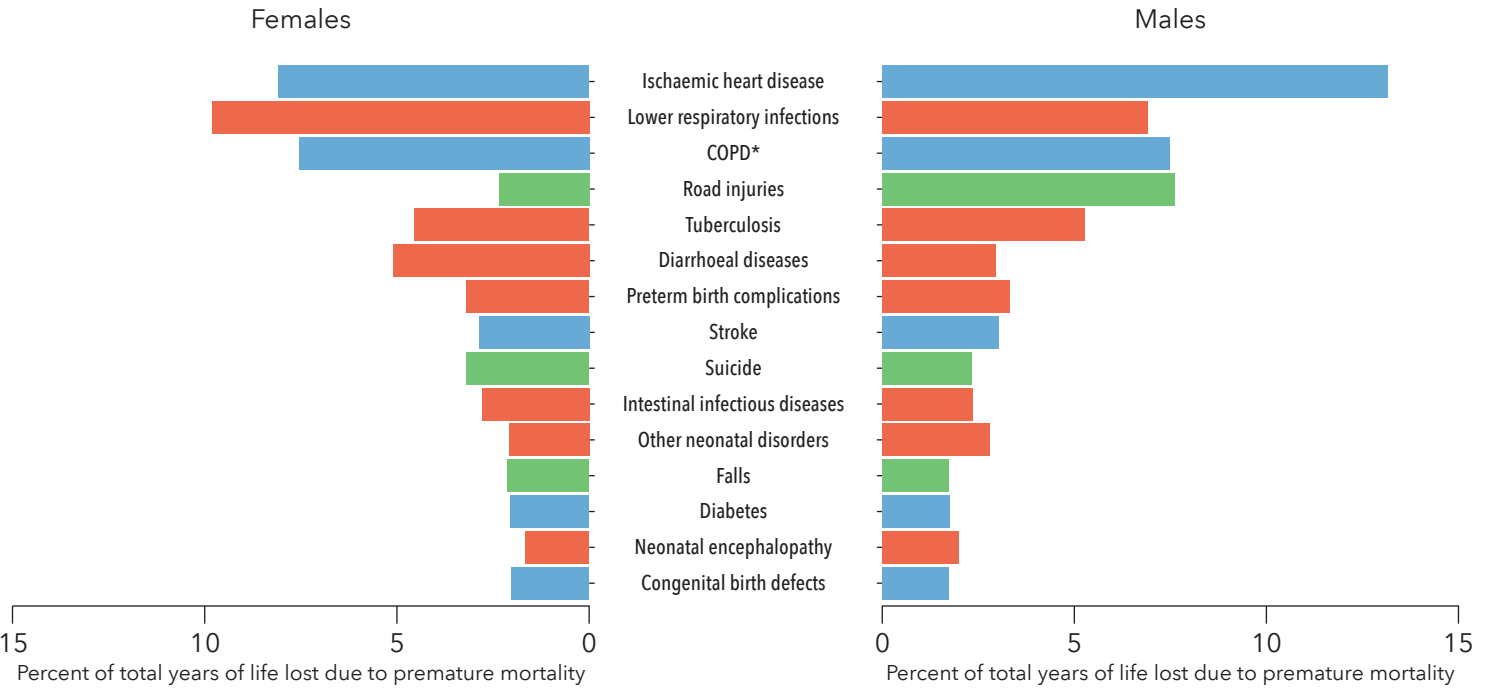 Females
Males
Ischaemic heart disease
Lower respiratory infections
COPD*
Road injuries
Tuberculosis
Diarrhoeal diseases
Preterm birth complications
Stroke
Suicide
Intestinal infectious diseases
Other neonatal disorders
Falls
Diabetes
Neonatal encephalopathy
Congenital birth defects
15 10 5 0
0 5 10 15
Percent of total years of life lost due to premature mortality
Percent of total years of life lost due to premature mortality